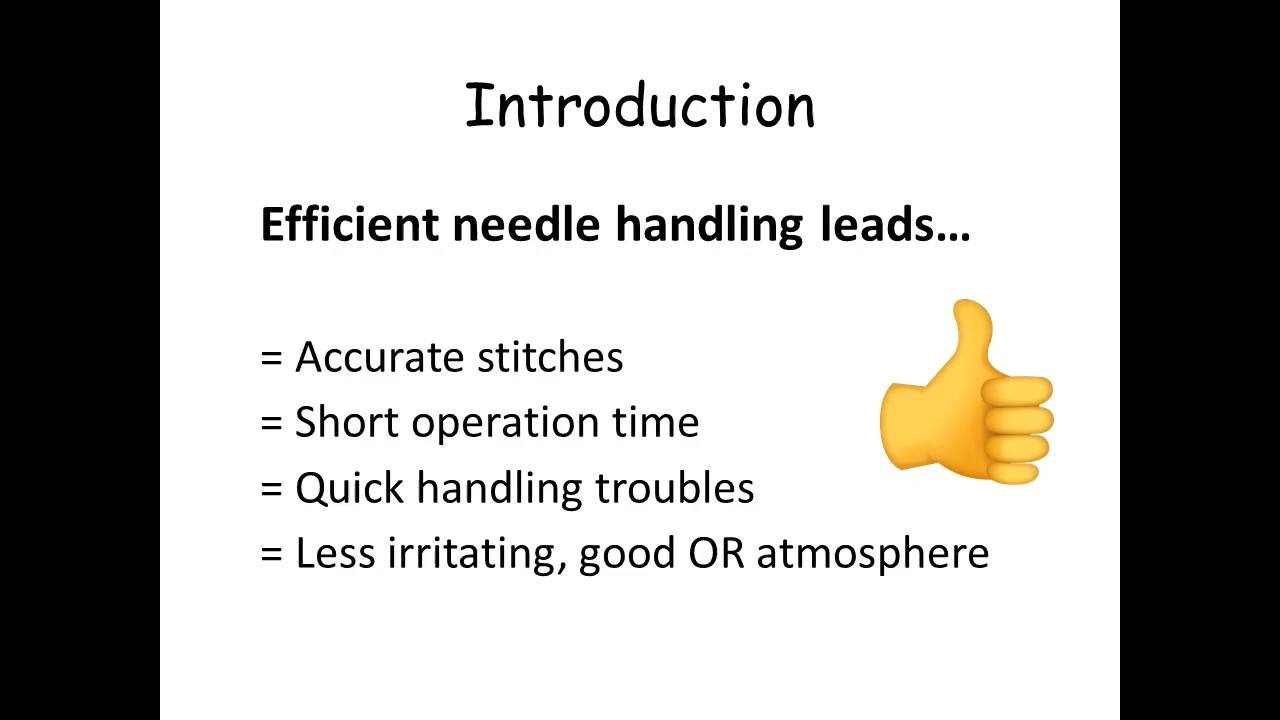 Introduction
Efficient needle handling leads...
= Accurate stitches
= Short operation time
= Quick handling troubles
= Less irritating, good OR atmosphere